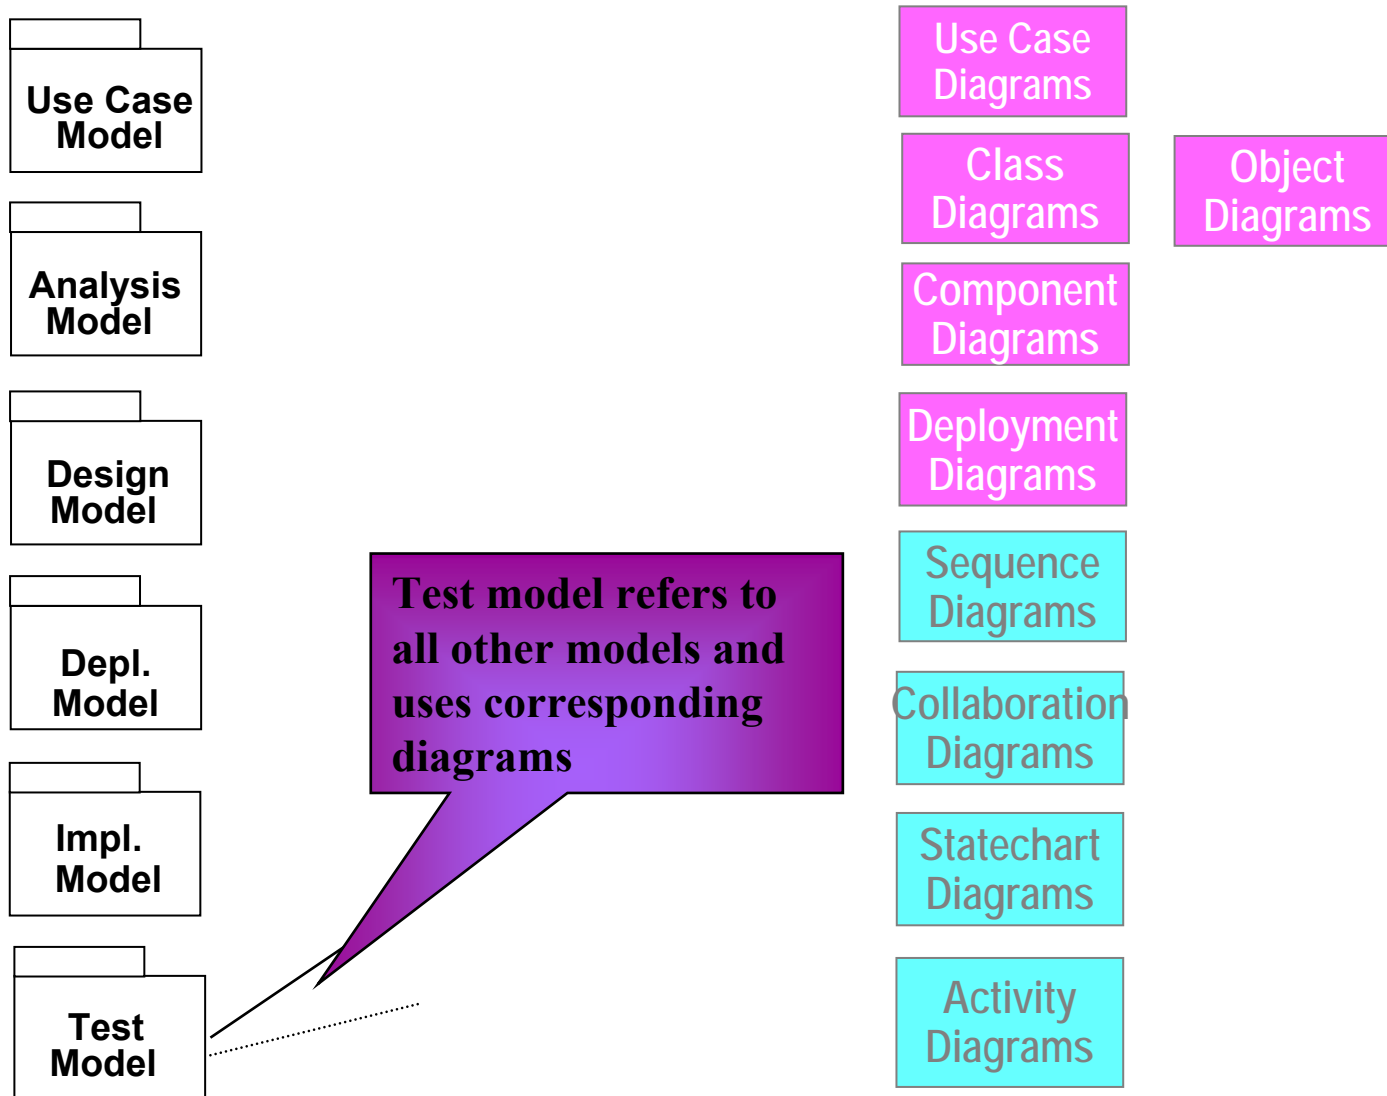 Use Case
Model
Analysis
Model
Design
Model
Depl.
Model
Impl.
Model
Test
Model
Test model refers to
all other models and
uses corresponding
diagrams
Use Case
Diagrams
Class
Diagrams
Object
Diagrams
Component
Diagrams
Deployment
Diagrams
Sequence
Diagrams
Collaboration
Diagrams
Statechart
Diagrams
Activity
Diagrams